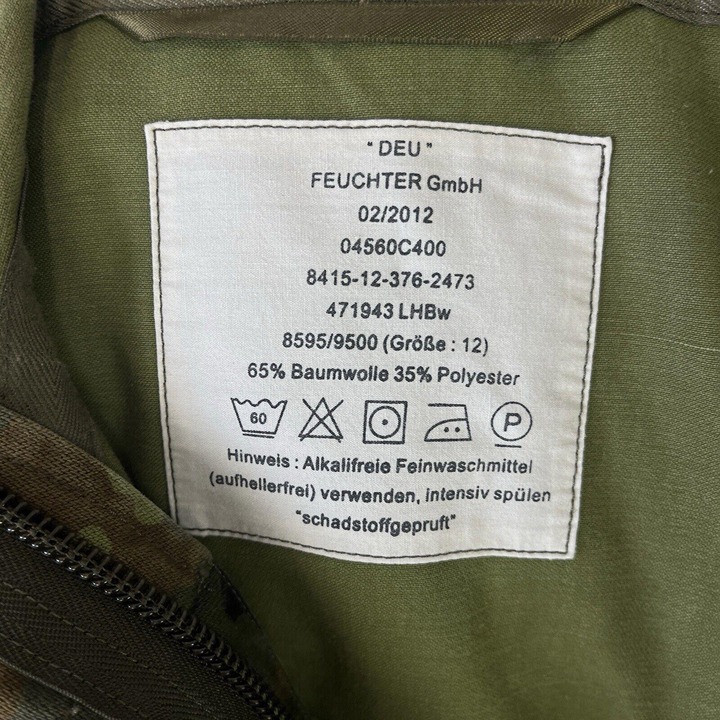 "DEU"
FEUCHTER GmbH
02/2012
04560C400
8415-12-376-2473
471943 LHBw
8595/9500 (Größe : 12)
65% Baumwolle 35% Polyester
60 P
Hinweis : Alkalifreie Feinwaschmittel
(aufhellerfrei) verwenden, intensiv spülen
"schadstoffgepruft"